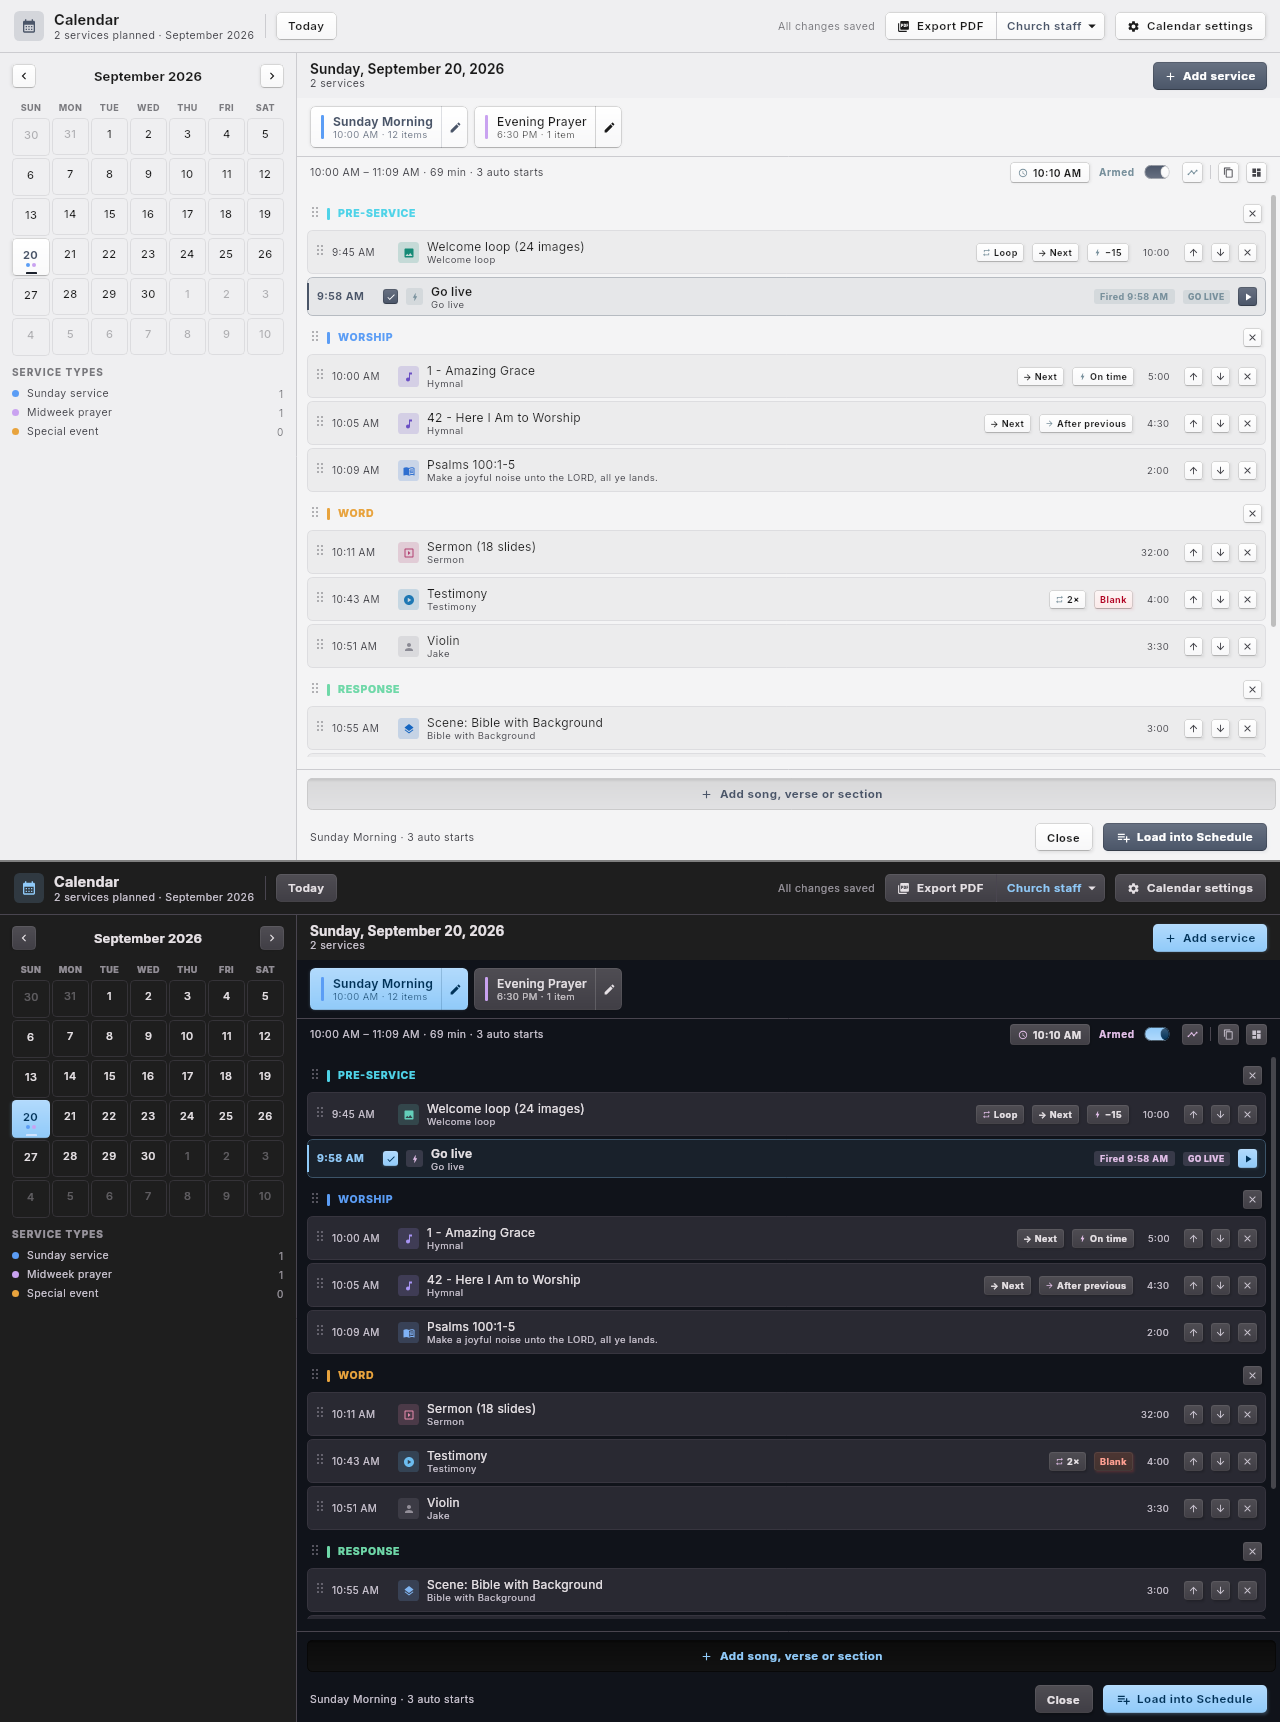 Calendar
2 services planned · September 2026
Today
All changes saved
Export PDF
Church staff
Calendar settings
September 2026
SUN MON TUE WED THU FRI SAT
30 31 1 2 3 4 5
6 7 8 9 10 11 12
13 14 15 16 17 18 19
20 21 22 23 24 25 26
27 28 29 30 1 2 3
4 5 6 7 8 9 10
SERVICE TYPES
Sunday service 1
Midweek prayer 1
Special event 0
Sunday, September 20, 2026
2 services
Add service
Sunday Morning
10:00 AM · 12 items
Evening Prayer
6:30 PM · 1 item
10:00 AM – 11:09 AM · 69 min · 3 auto starts
10:10 AM
Armed
PRE-SERVICE
9:45 AM Welcome loop (24 images) Loop → Next −15 10:00
Welcome loop
9:58 AM Go live Fired 9:58 AM GO LIVE
Go live
WORSHIP
10:00 AM 1 - Amazing Grace → Next On time 5:00
Hymnal
10:05 AM 42 - Here I Am to Worship → Next → After previous 4:30
Hymnal
10:09 AM Psalms 100:1-5 2:00
Make a joyful noise unto the LORD, all ye lands.
WORD
10:11 AM Sermon (18 slides) 32:00
Sermon
10:43 AM Testimony 2× Blank 4:00
Testimony
10:51 AM Violin 3:30
Jake
RESPONSE
10:55 AM Scene: Bible with Background 3:00
Bible with Background
+ Add song, verse or section
Sunday Morning · 3 auto starts
Close
Load into Schedule
Calendar
2 services planned · September 2026
Today
All changes saved
Export PDF
Church staff
Calendar settings
September 2026
SUN MON TUE WED THU FRI SAT
30 31 1 2 3 4 5
6 7 8 9 10 11 12
13 14 15 16 17 18 19
20 21 22 23 24 25 26
27 28 29 30 1 2 3
4 5 6 7 8 9 10
SERVICE TYPES
Sunday service 1
Midweek prayer 1
Special event 0
Sunday, September 20, 2026
2 services
Add service
Sunday Morning
10:00 AM · 12 items
Evening Prayer
6:30 PM · 1 item
10:00 AM – 11:09 AM · 69 min · 3 auto starts
10:10 AM
Armed
PRE-SERVICE
9:45 AM Welcome loop (24 images) Loop → Next −15 10:00
Welcome loop
9:58 AM Go live Fired 9:58 AM GO LIVE
Go live
WORSHIP
10:00 AM 1 - Amazing Grace → Next On time 5:00
Hymnal
10:05 AM 42 - Here I Am to Worship → Next → After previous 4:30
Hymnal
10:09 AM Psalms 100:1-5 2:00
Make a joyful noise unto the LORD, all ye lands.
WORD
10:11 AM Sermon (18 slides) 32:00
Sermon
10:43 AM Testimony 2× Blank 4:00
Testimony
10:51 AM Violin 3:30
Jake
RESPONSE
10:55 AM Scene: Bible with Background 3:00
Bible with Background
+ Add song, verse or section
Sunday Morning · 3 auto starts
Close
Load into Schedule